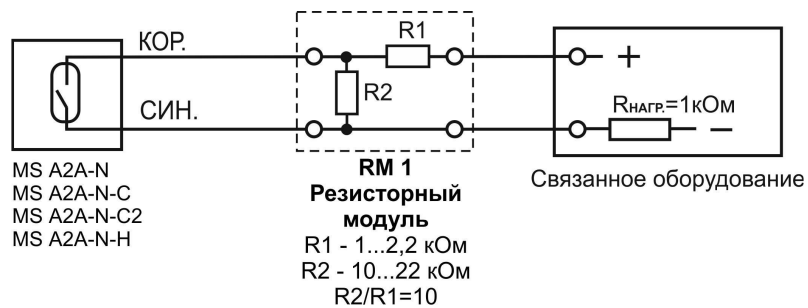 КОР.
СИН.
MS A2A-N
MS A2A-N-C
MS A2A-N-C2
MS A2A-N-H
R1
R2
RM 1
Резисторный
модуль
R1 - 1...2,2 кОм
R2 - 10...22 кОм
R2/R1=10
+
Rнагр.=1кОм
−
Связанное оборудование